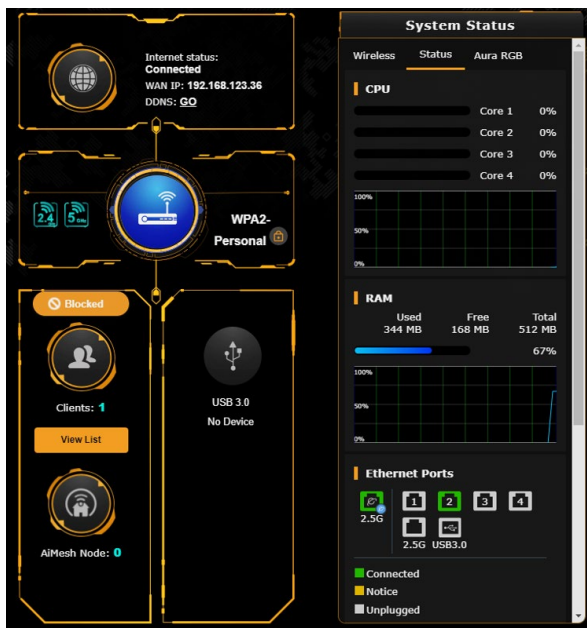 Internet status:
Connected
WAN IP: 192.168.123.36
DDNS: GO
2.4
GHz
5
GHz
WPA2-
Personal
Blocked
Clients: 1
View List
AiMesh Node: 0
USB 3.0
No Device
System Status
Wireless Status Aura RGB
CPU
Core 1 0%
Core 2 0%
Core 3 0%
Core 4 0%
100%
50%
0%
RAM
Used Free Total
344 MB 168 MB 512 MB
67%
100%
50%
0%
Ethernet Ports
1 2 3 4
2.5G
2.5G USB3.0
Connected
Notice
Unplugged